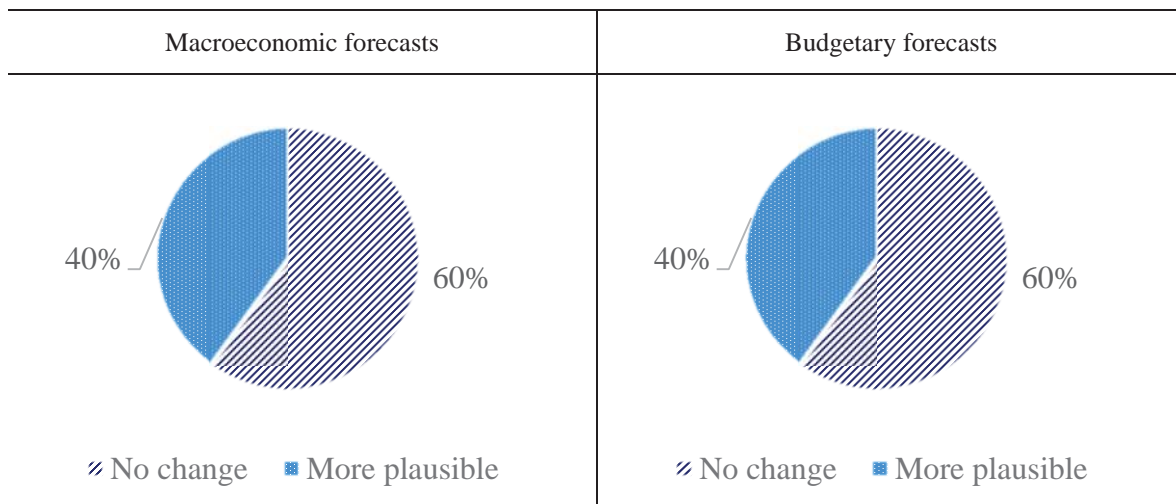 Macroeconomic forecasts
Budgetary forecasts
40%
60%
No change More plausible
40%
60%
No change More plausible